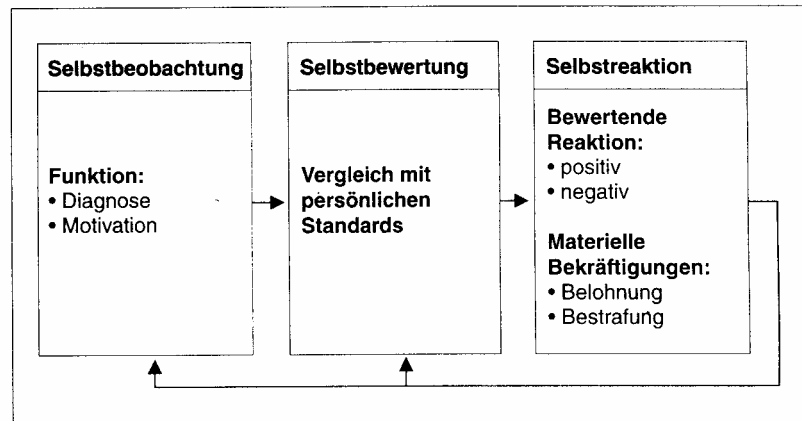 Selbstbeobachtung
Funktion:
• Diagnose
• Motivation
Selbstbewertung
Vergleich mit
persönlichen
Standards
Selbstreaktion
Bewertende
Reaktion:
• positiv
• negativ
Materielle
Bekräftigungen:
• Belohnung
• Bestrafung